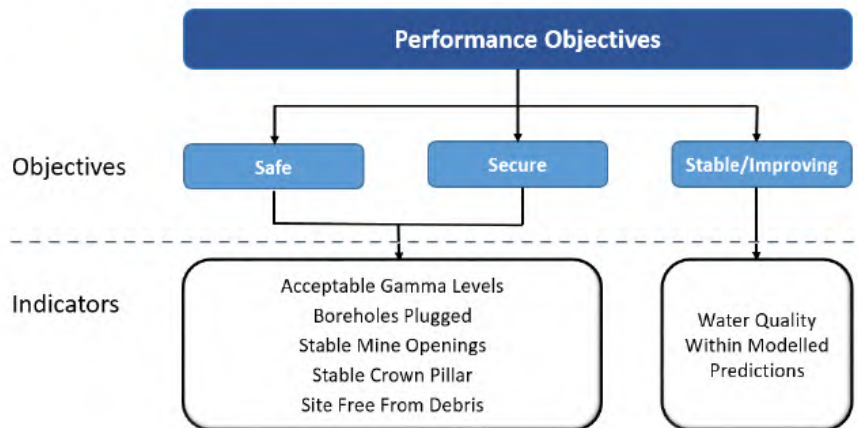 Performance Objectives
Objectives
Safe
Secure
Stable/Improving
Indicators
Acceptable Gamma Levels
Boreholes Plugged
Stable Mine Openings
Stable Crown Pillar
Site Free From Debris
Water Quality
Within Modelled
Predictions